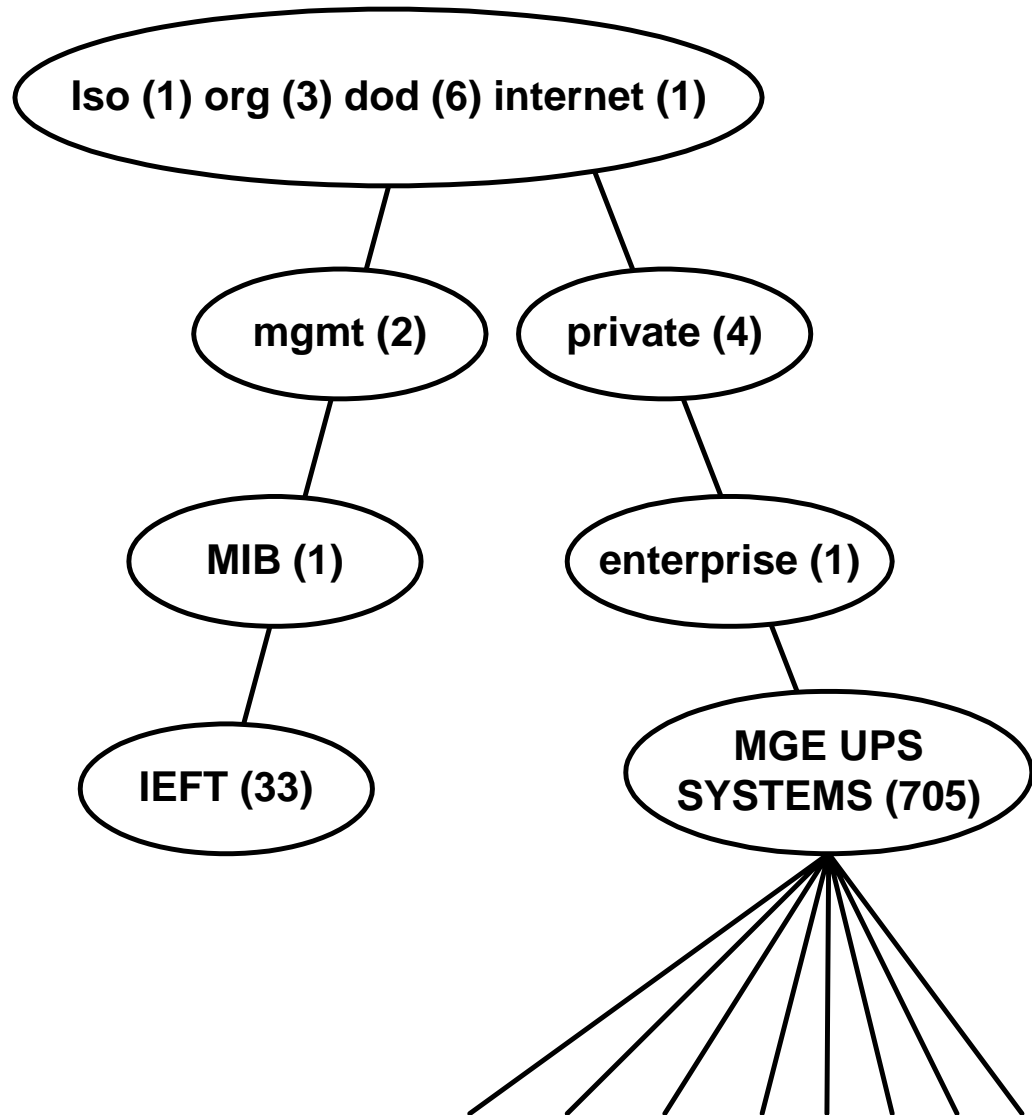 Iso (1) org (3) dod (6) internet (1)
mgmt (2)
private (4)
MIB (1)
enterprise (1)
IEFT (33)
MGE UPS
SYSTEMS (705)